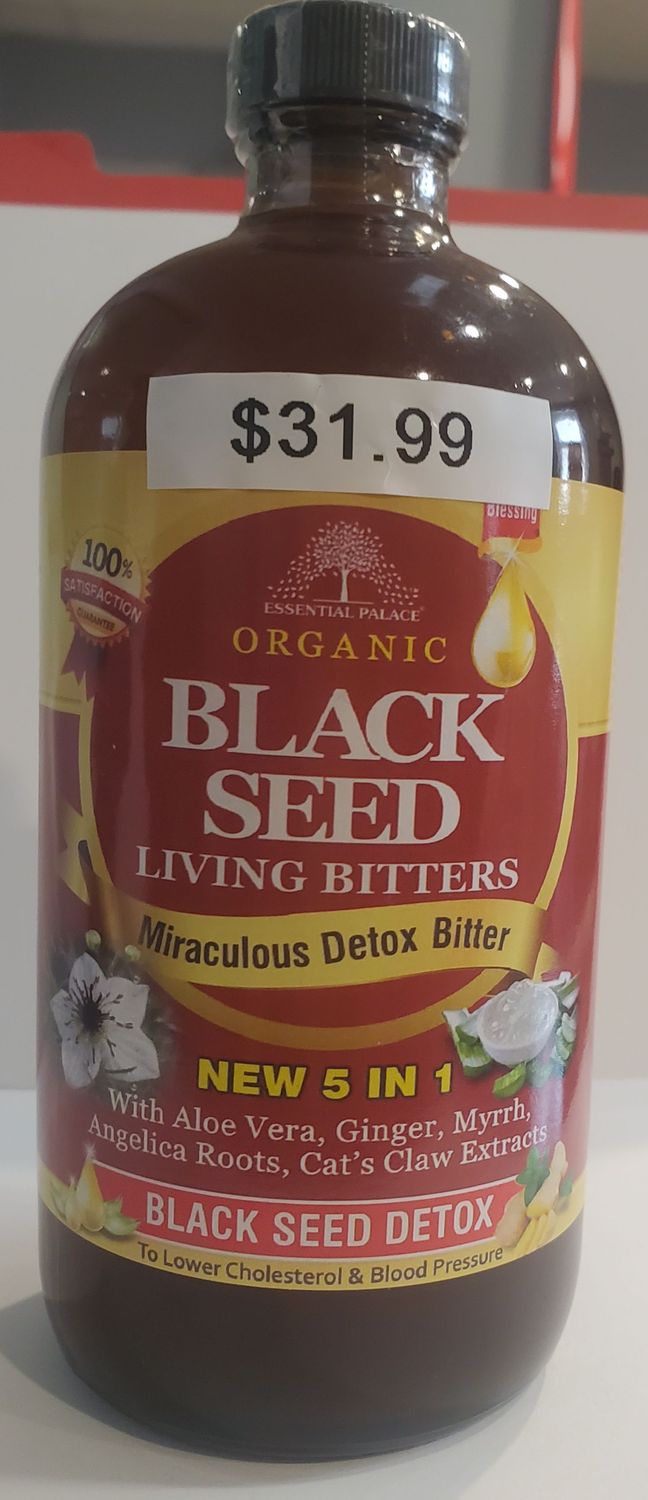 $31.99
Blessing
100%
SATISFACTION
GUARANTEE
ESSENTIAL PALACE
ORGANIC
BLACK
SEED
LIVING BITTERS
Miraculous Detox Bitter
NEW 5 IN 1
With Aloe Vera, Ginger, Myrrh,
Angelica Roots, Cat's Claw Extracts
BLACK SEED DETOX
To Lower Cholesterol & Blood Pressure